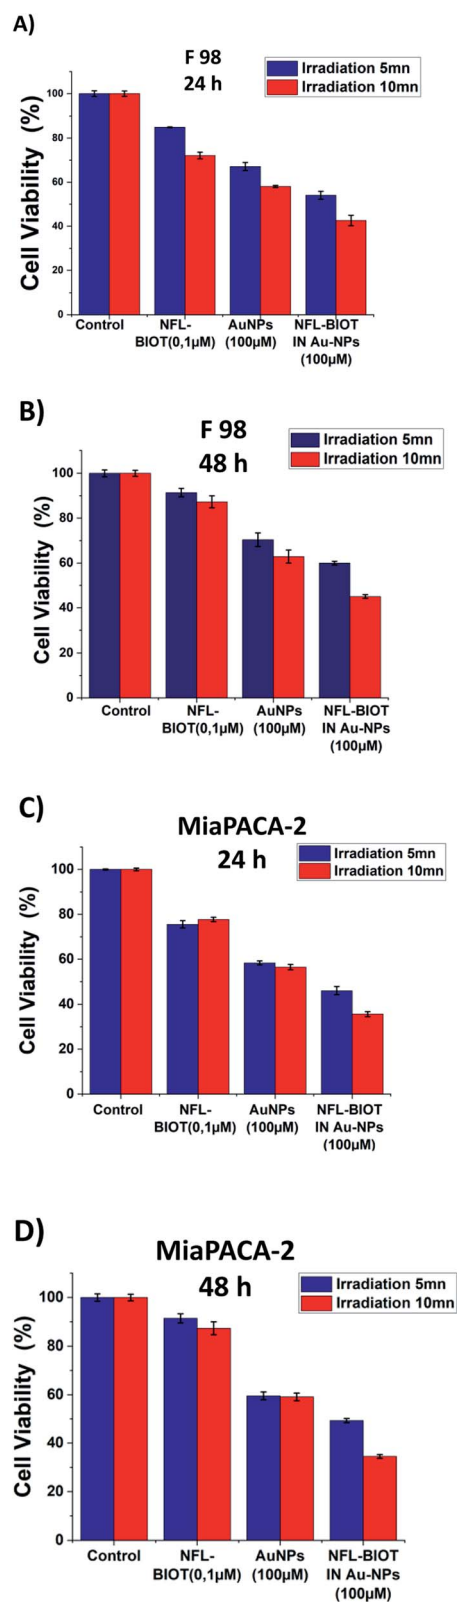 A)
F 98
24 h
Irradiation 5mn
Irradiation 10mn
Cell Viability (%)
100
80
60
40
20
0
Control
NFL-
BIOT(0,1µM)
AuNPs
(100µM)
NFL-BIOT
IN Au-NPs
(100µM)
B)
F 98
48 h
Irradiation 5mn
Irradiation 10mn
Cell Viability (%)
100
80
60
40
20
0
Control
NFL-
BIOT(0,1µM)
AuNPs
(100µM)
NFL-BIOT
IN Au-NPs
(100µM)
C)
MiaPACA-2
24 h
Irradiation 5mn
Irradiation 10mn
Cell Viability (%)
100
80
60
40
20
0
Control
NFL-
BIOT(0,1µM)
AuNPs
(100µM)
NFL-BIOT
IN Au-NPs
(100µM)
D)
MiaPACA-2
48 h
Irradiation 5mn
Irradiation 10mn
Cell Viability (%)
100
80
60
40
20
0
Control
NFL-
BIOT(0,1µM)
AuNPs
(100µM)
NFL-BIOT
IN Au-NPs
(100µM)